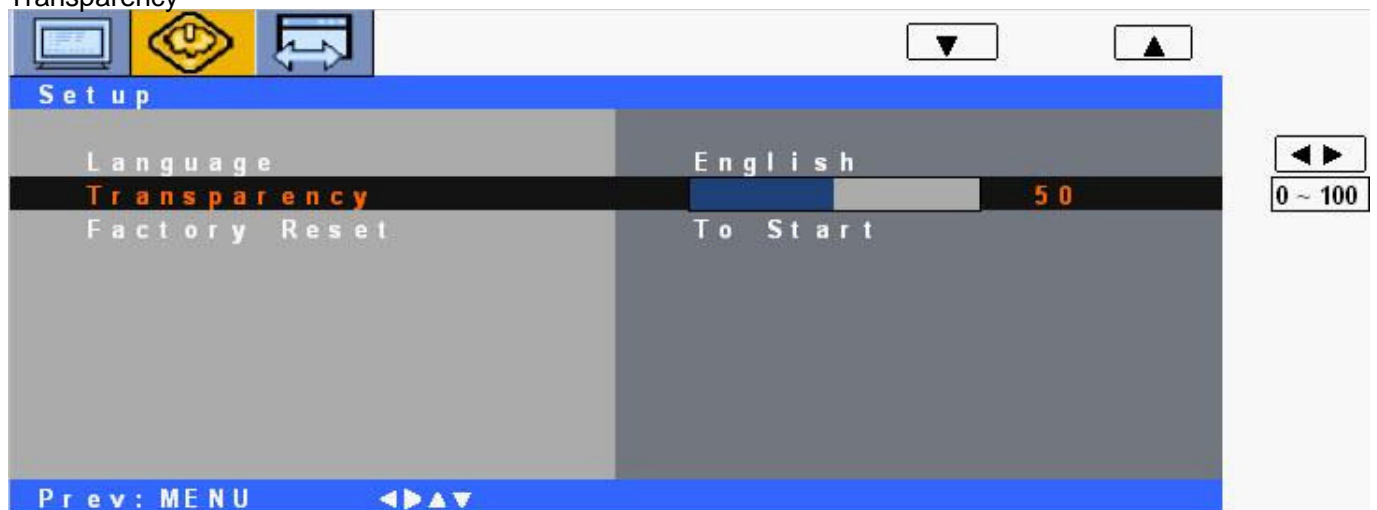 Transparency
▼ ▲
Setup
Language English
◀ ▶
Transparency 50
0 ~ 100
Factory Reset To Start
Prev: MENU ◀▶▲▼